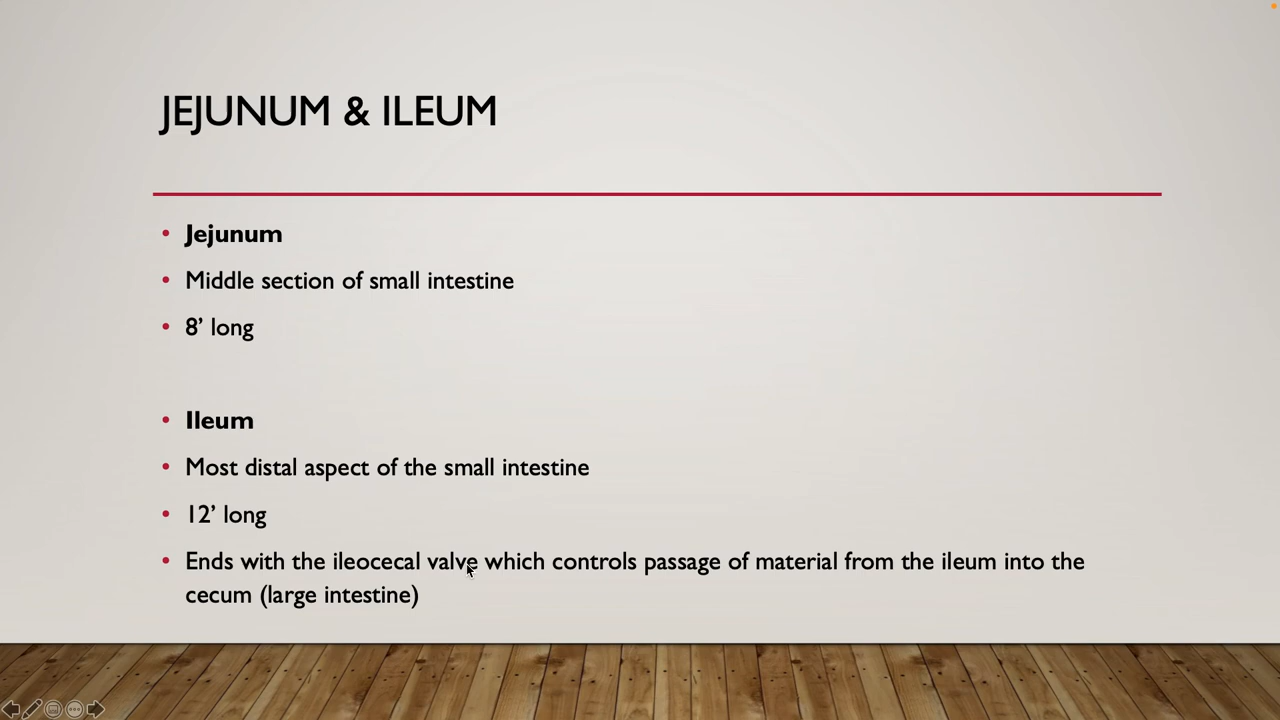 JEJUNUM & ILEUM
• Jejunum
• Middle section of small intestine
• 8’ long
• Ileum
• Most distal aspect of the small intestine
• 12’ long
• Ends with the ileocecal valve which controls passage of material from the ileum into the
cecum (large intestine)